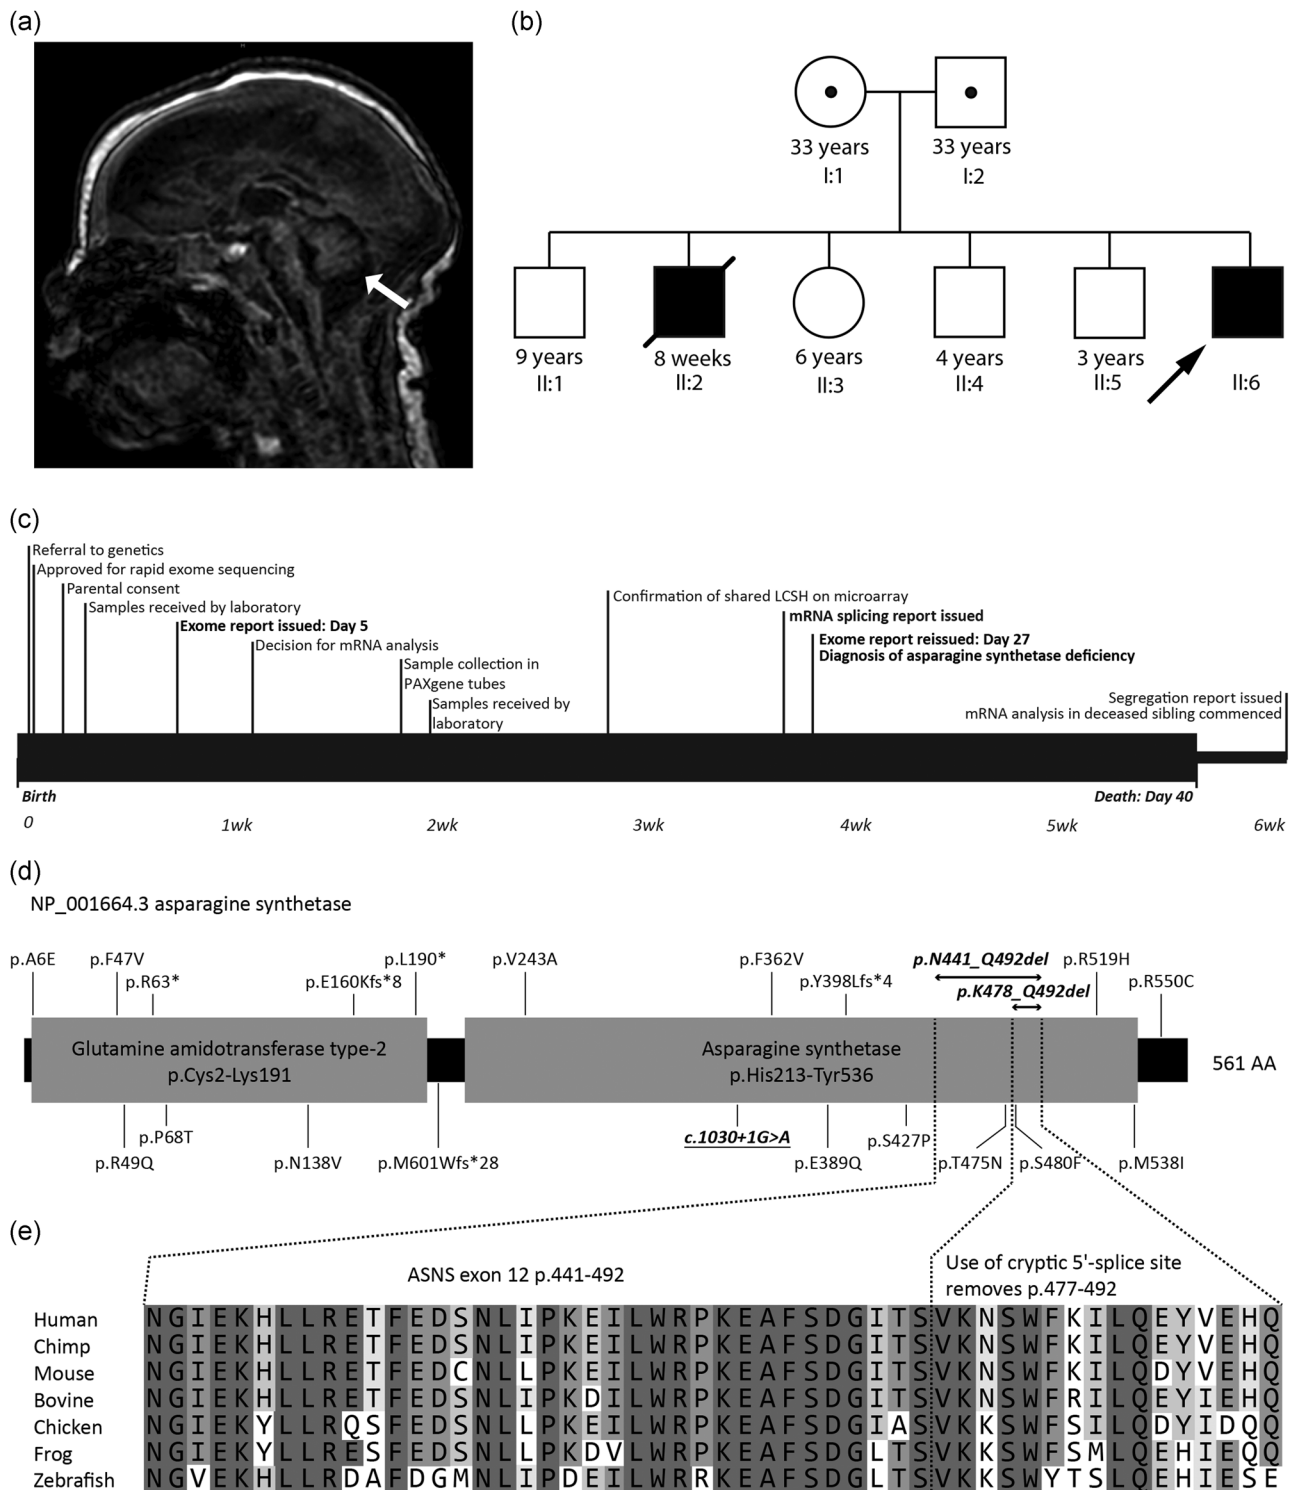 (a)
(b)
33 years
I:1
33 years
I:2
9 years
II:1
8 weeks
II:2
6 years
II:3
4 years
II:4
3 years
II:5
II:6
(c)
Referral to genetics
Approved for rapid exome sequencing
Parental consent
Samples received by laboratory
Exome report issued: Day 5
Decision for mRNA analysis
Sample collection in
PAXgene tubes
Samples received by
laboratory
Confirmation of shared LCSH on microarray
mRNA splicing report issued
Exome report reissued: Day 27
Diagnosis of asparagine synthetase deficiency
Segregation report issued
mRNA analysis in deceased sibling commenced
Birth
Death: Day 40
0 1wk 2wk 3wk 4wk 5wk 6wk
(d)
NP_001664.3 asparagine synthetase
p.A6E p.F47V p.L190* p.V243A p.F362V p.N441_Q492del p.R519H
p.R63* p.E160Kfs*8 p.Y398Lfs*4 p.K478_Q492del p.R550C
Glutamine amidotransferase type-2
p.Cys2-Lys191
Asparagine synthetase
p.His213-Tyr536
561 AA
p.P68T c.1030+1G>A p.S427P
p.R49Q p.N138V p.M601Wfs*28 p.E389Q p.T475N p.S480F p.M538I
(e)
ASNS exon 12 p.441-492
Use of cryptic 5'-splice site
removes p.477-492
Human NGIEKHLLRETFEDSNLIPKEILWRPKEAFSDGITSVKNSWFKILQEYVEHQ
Chimp NGIEKHLLRETFEDSNLIPKEILWRPKEAFSDGITSVKNSWFKILQEYVEHQ
Mouse NGIEKHLLRETFEDCNLLPKEILWRPKEAFSDGITSVKNSWFKILQDYVEHQ
Bovine NGIEKHLLRETFEDSNLIPKDILWRPKEAFSDGITSVKNSWFRILQEYIEHQ
Chicken NGIEKYLLRQSFEDSNLLPKEILWRPKEAFSDGIASVKKSWFSILQDYIDQQ
Frog NGIEKYLLRESFEDSNLLPKDVLWRPKEAFSDGLTSVKKSWFSMLQEHIEQQ
Zebrafish NGVEKHLLRDAFDGMNLIPDEILWRRKEAFSDGLTSVKKSWYTSLQEHIESE